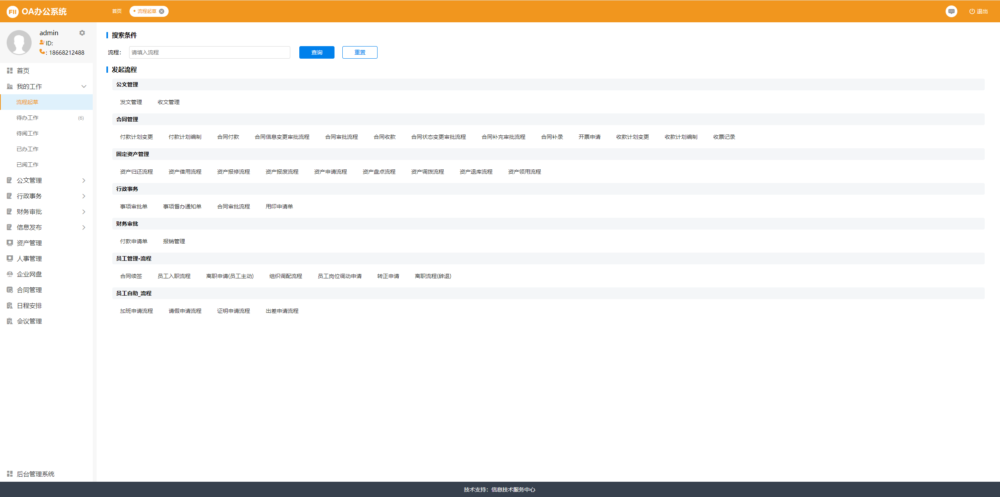 FII OA办公系统 首页 流程起草 退出
admin
ID:
: 18668212488
首页
我的工作
流程起草
待办工作 (6)
待阅工作
已办工作
已阅工作
公文管理
行政事务
财务审批
信息发布
资产管理
人事管理
企业网盘
合同管理
日程安排
会议管理
后台管理系统
搜索条件
流程： 请填入流程 查询 重置
发起流程
公文管理
发文管理 收文管理
合同管理
付款计划变更 付款计划编制 合同付款 合同信息变更审批流程 合同审批流程 合同收款 合同状态变更审批流程 合同补充审批流程 合同补录 开票申请 收款计划变更 收款计划编制 收票记录
固定资产管理
资产归还流程 资产借用流程 资产报修流程 资产报废流程 资产申请流程 资产盘点流程 资产调拨流程 资产退库流程 资产领用流程
行政事务
事项审批单 事项督办通知单 合同审批流程 用印申请单
财务审批
付款申请单 报销管理
员工管理-流程
合同续签 员工入职流程 离职申请(员工主动) 组织调配流程 员工岗位调动申请 转正申请 离职流程(辞退)
员工自助_流程
加班申请流程 请假申请流程 证明申请流程 出差申请流程
技术支持：信息技术服务中心